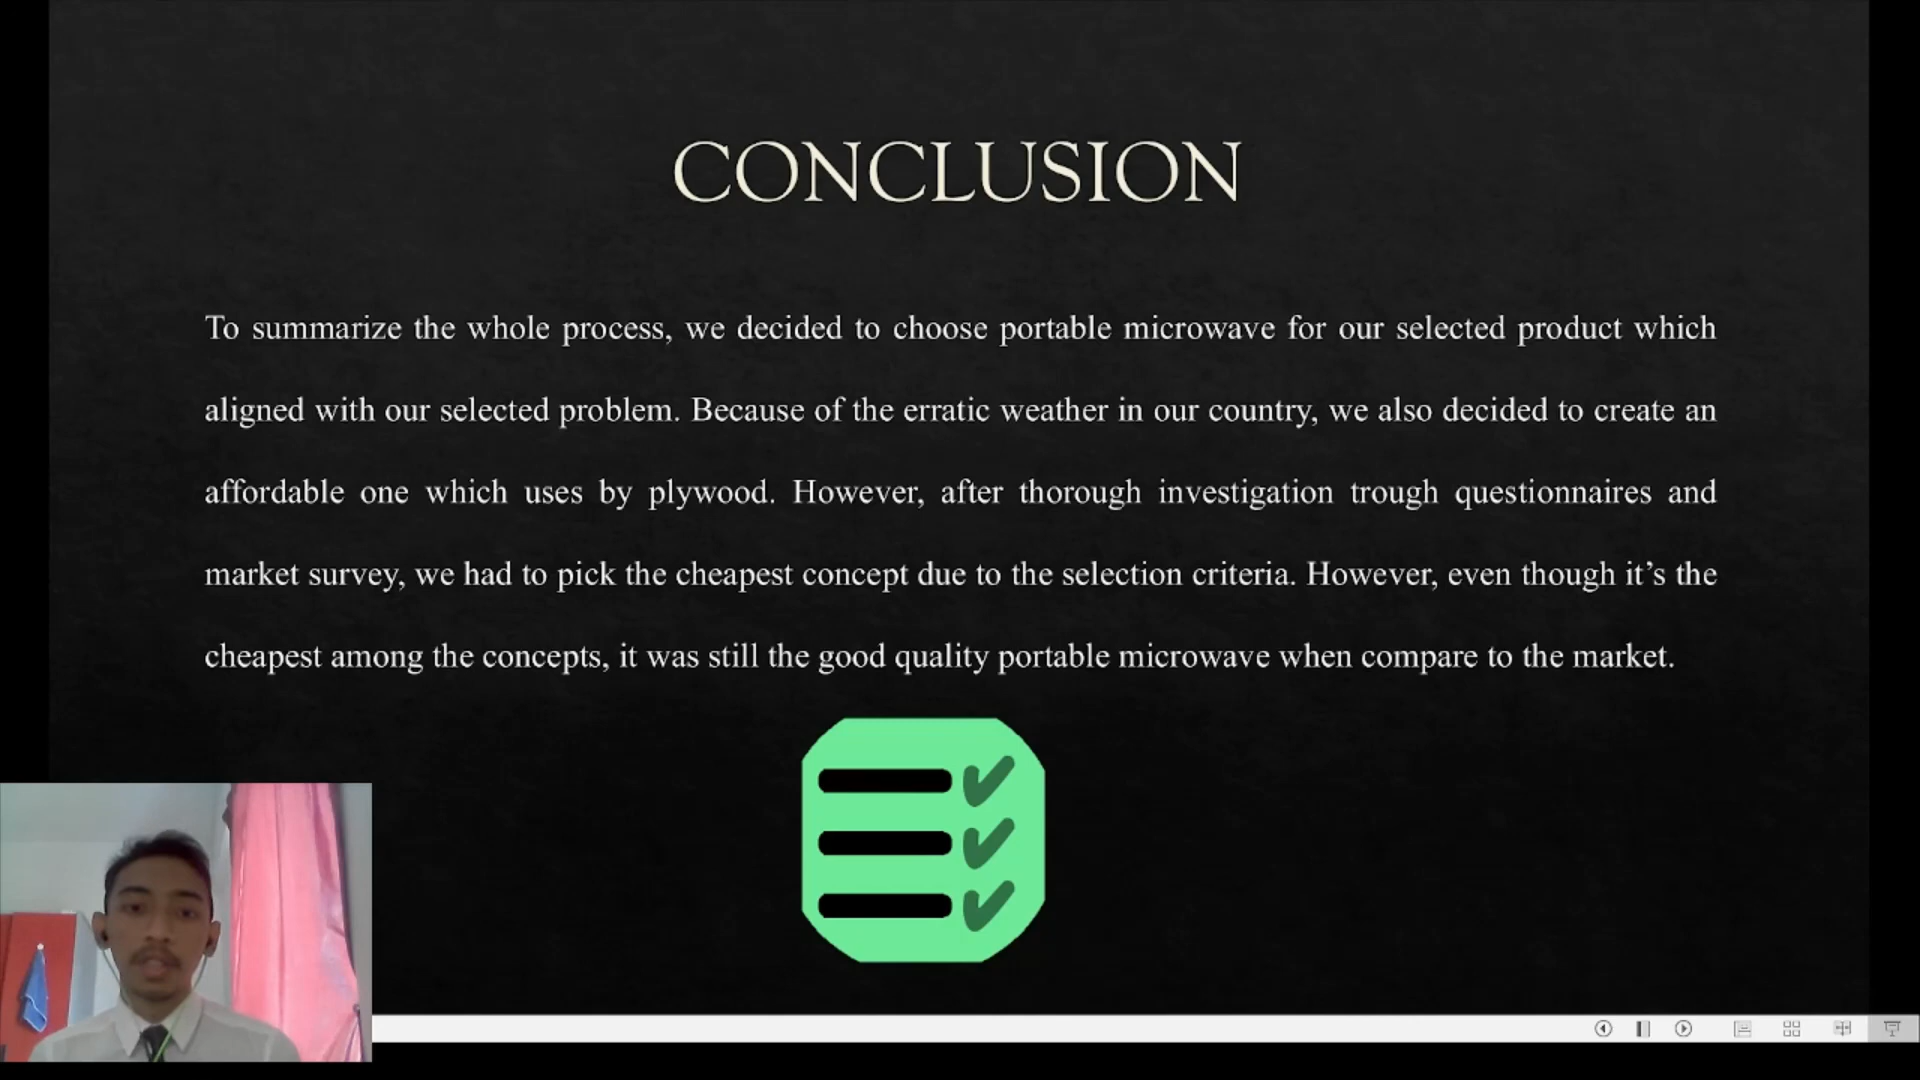 CONCLUSION
To summarize the whole process, we decided to choose portable microwave for our selected product which
aligned with our selected problem. Because of the erratic weather in our country, we also decided to create an
affordable one which uses by plywood. However, after thorough investigation trough questionnaires and
market survey, we had to pick the cheapest concept due to the selection criteria. However, even though it’s the
cheapest among the concepts, it was still the good quality portable microwave when compare to the market.